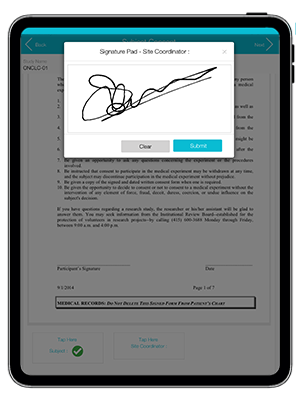 Back
Subject Consent
Next
Study Name
ONCLC-01
Signature Pad - Site Coordinator :
×
Clear
Submit
7. Be given an opportunity to ask any questions concerning the experiment or the procedures
involved.
8. Be instructed that consent to participate in the medical experiment may be withdrawn at any time,
and the subject may discontinue participation in the medical experiment without prejudice.
9. Be given a copy of the signed and dated written consent form when one is required.
10. Be given the opportunity to decide to consent or not to consent to a medical experiment without the
intervention of any element of force, fraud, deceit, duress, coercion, or undue influence on the
subject's decision.
If you have questions regarding a research study, the researcher or his/her assistant will be glad to
answer them. You may seek information from the Institutional Review Board-established for the
protection of volunteers in research projects-by calling (415) 600-3689 Monday through Friday,
between 9:00 a.m. and 4:00 p.m.
Participant's Signature
Date
9/1/2014
Page 1 of 7
MEDICAL RECORDS: DO NOT DELETE THIS SIGNED FORM FROM PATIENT'S CHART
Tap Here
Subject
Tap Here
Site Coordinator